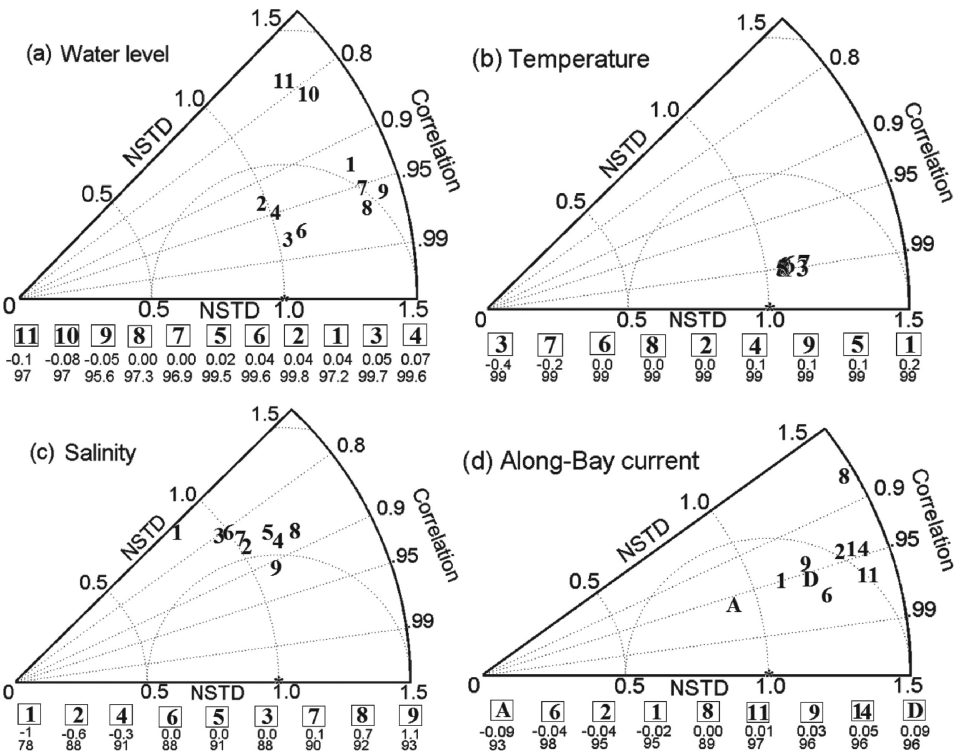 (a) Water level
1.5
0.8
1.0
11
10
0.9
NSTD
Correlation
0.5
1
.95
7
9
8
2
4
3
6
.99
0
0.5
NSTD
1.0
*
1.5
11 10 9 8 7 5 6 2 1 3 4
-0.1 -0.08 -0.05 0.00 0.00 0.02 0.04 0.04 0.04 0.05 0.07
97 97 95.6 97.3 96.9 99.5 99.6 99.8 97.2 99.7 99.6
(b) Temperature
1.5
0.8
1.0
NSTD
0.9
Correlation
0.5
.95
.99
7
3
0
0.5
NSTD
1.0
*
1.5
3 7 6 8 2 4 9 5 1
-0.4 -0.2 0.0 0.0 0.0 0.1 0.1 0.1 0.2
99 99 99 99 99 99 99 99 99
(c) Salinity
1.5
0.8
1.0
NSTD
1
3 6 7 2
5 4 8
9
0.9
Correlation
0.5
.95
.99
0
0.5
NSTD
1.0
*
1.5
1 2 4 6 5 3 7 8 9
-1 -0.6 -0.3 0.0 0.0 0.0 0.1 0.7 1.1
78 88 91 88 91 88 90 92 93
(d) Along-Bay current
1.5
8
0.9
1.0
NSTD
Correlation
.95
2 14
9
D
11
1
6
0.5
A
.99
0
0.5
NSTD
1.0
*
1.5
A 6 2 1 8 11 9 14 D
-0.09 -0.04 -0.04 -0.02 0.00 0.01 0.03 0.05 0.09
93 98 95 95 89 97 96 96 96